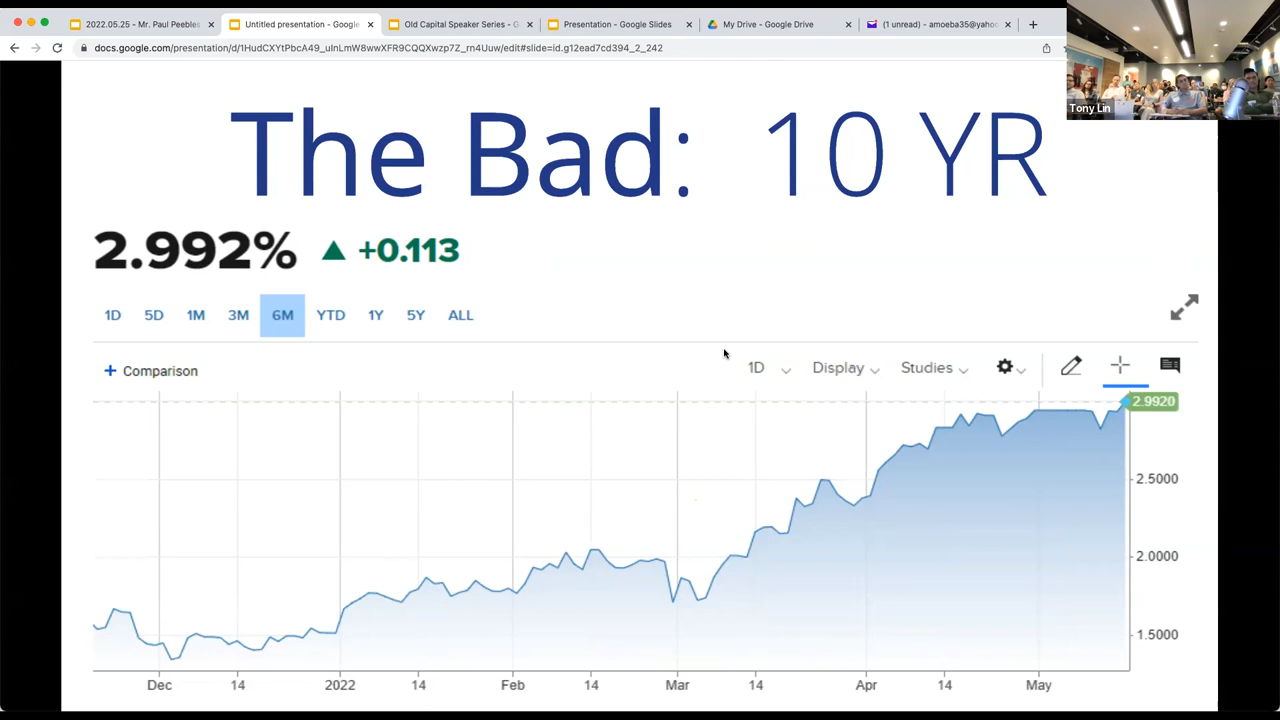 2022.05.25 - Mr. Paul Peebles
Untitled presentation - Google
Old Capital Speaker Series - G
Presentation - Google Slides
My Drive - Google Drive
(1 unread) - amoeba35@yahoo
docs.google.com/presentation/d/1HudCXYtPbcA49_uInLmW8wwXFR9CQQXwzp7Z_rn4Uuw/edit#slide=id.g12ead7cd394_2_242
Tony Lin
The Bad: 10 YR
2.992% ▲ +0.113
1D 5D 1M 3M 6M YTD 1Y 5Y ALL
+ Comparison 1D Display Studies
2.9920
2.5000
2.0000
1.5000
Dec 14 2022 14 Feb 14 Mar 14 Apr 14 May